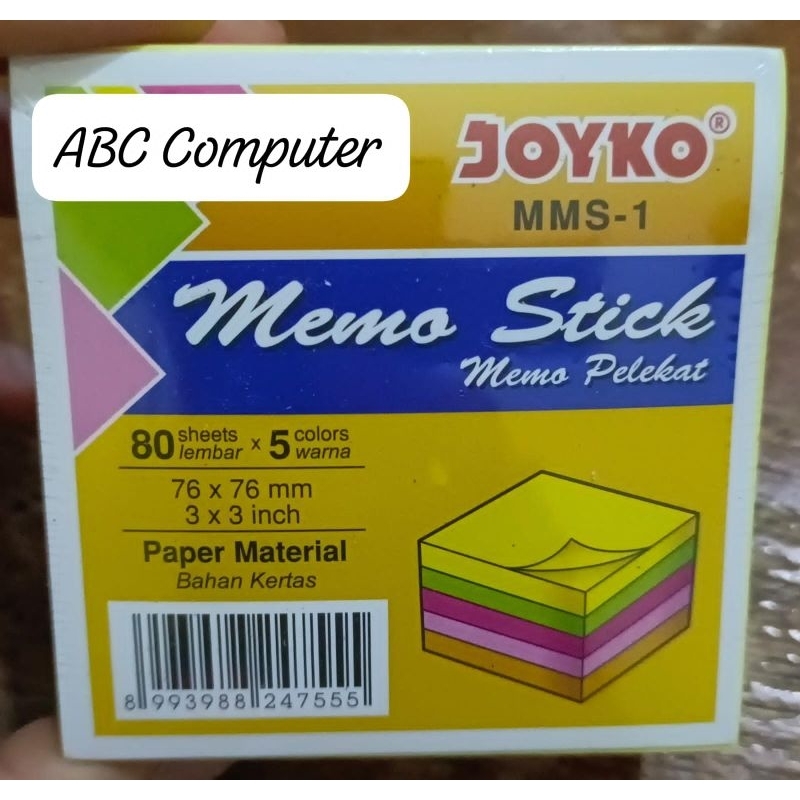 ABC Computer
JOYKO®
MMS-1
Memo Stick
Memo Pelekat
80 sheets lembar x 5 colors warna
76 x 76 mm
3 x 3 inch
Paper Material
Bahan Kertas
8 993988 247555